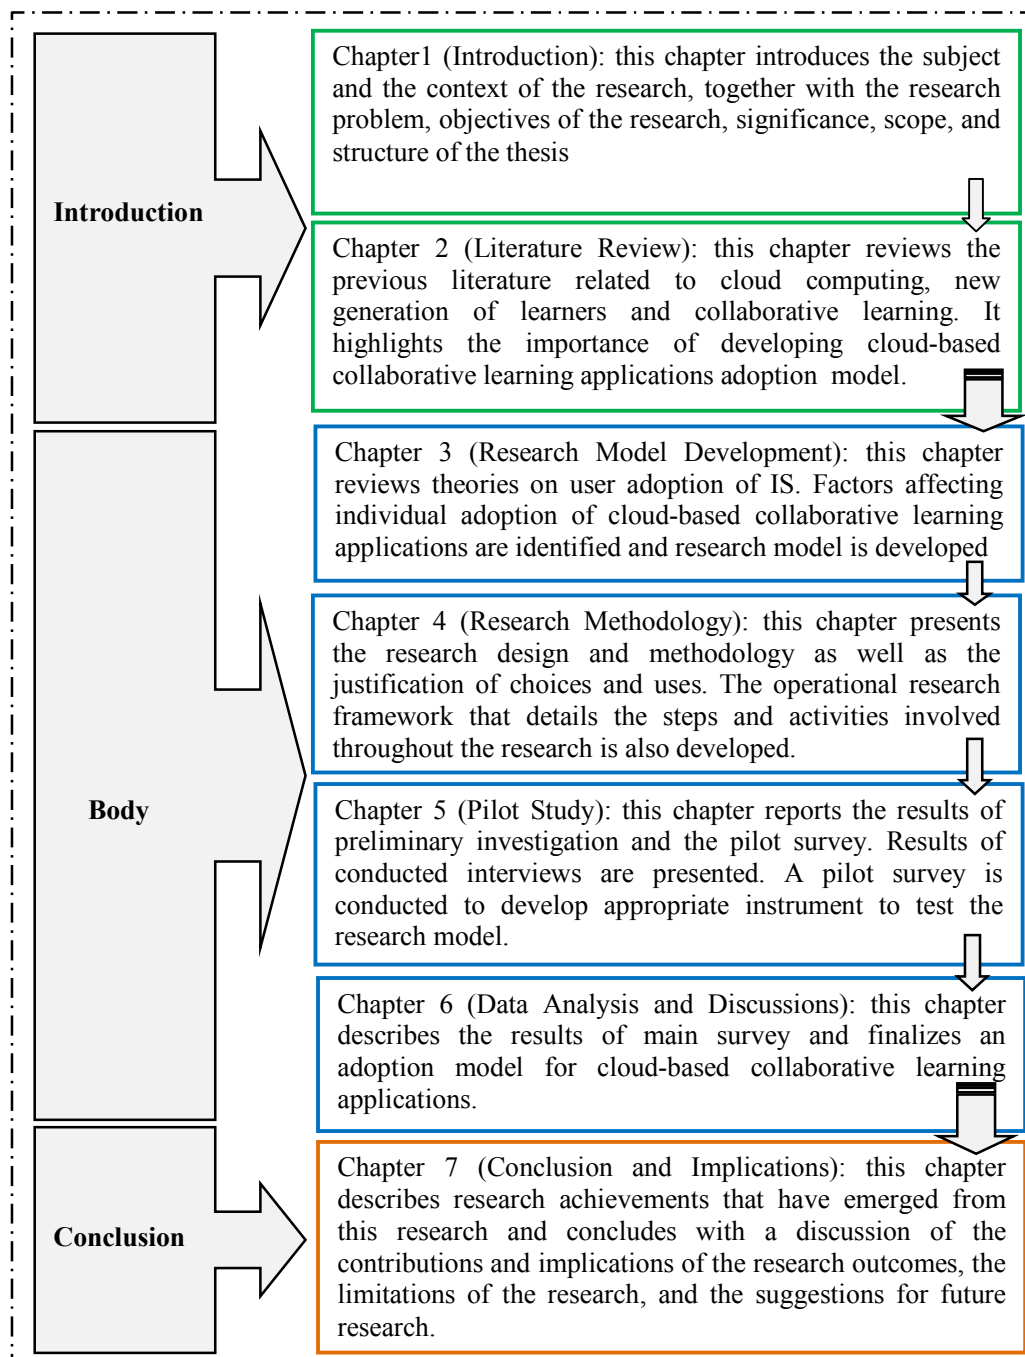 Introduction
Chapter1 (Introduction): this chapter introduces the subject
and the context of the research, together with the research
problem, objectives of the research, significance, scope, and
structure of the thesis
Chapter 2 (Literature Review): this chapter reviews the
previous literature related to cloud computing, new
generation of learners and collaborative learning. It
highlights the importance of developing cloud-based
collaborative learning applications adoption model.
Body
Chapter 3 (Research Model Development): this chapter
reviews theories on user adoption of IS. Factors affecting
individual adoption of cloud-based collaborative learning
applications are identified and research model is developed
Chapter 4 (Research Methodology): this chapter presents
the research design and methodology as well as the
justification of choices and uses. The operational research
framework that details the steps and activities involved
throughout the research is also developed.
Chapter 5 (Pilot Study): this chapter reports the results of
preliminary investigation and the pilot survey. Results of
conducted interviews are presented. A pilot survey is
conducted to develop appropriate instrument to test the
research model.
Chapter 6 (Data Analysis and Discussions): this chapter
describes the results of main survey and finalizes an
adoption model for cloud-based collaborative learning
applications.
Conclusion
Chapter 7 (Conclusion and Implications): this chapter
describes research achievements that have emerged from
this research and concludes with a discussion of the
contributions and implications of the research outcomes, the
limitations of the research, and the suggestions for future
research.